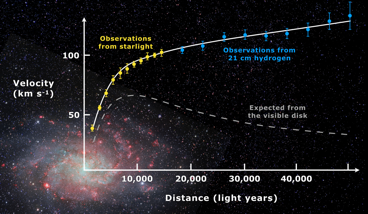 Observations
from starlight
100
Observations from
21 cm hydrogen
Velocity
(km s⁻¹)
Expected from
the visible disk
50
10,000
20,000
30,000
40,000
Distance (light years)